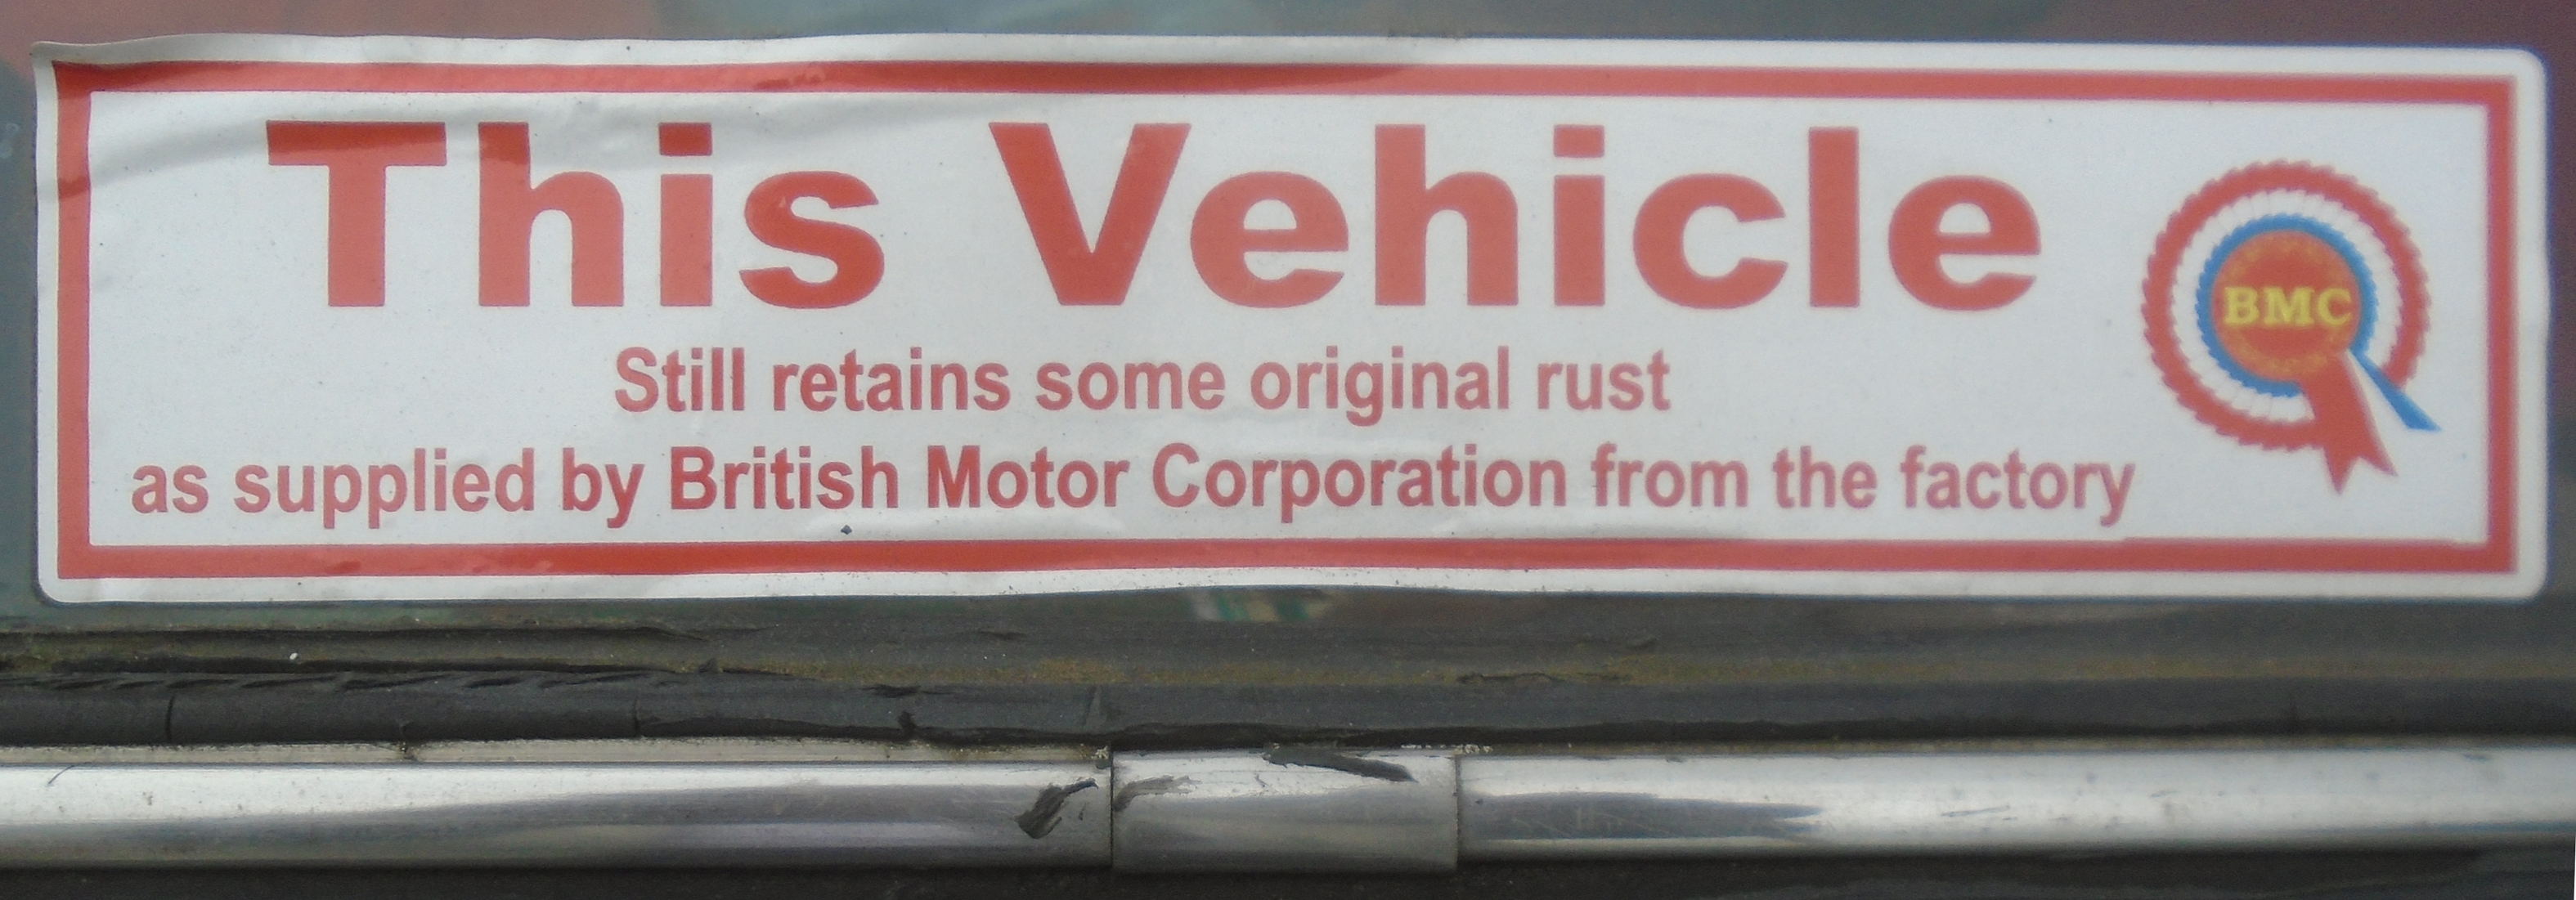 This Vehicle
Still retains some original rust
as supplied by British Motor Corporation from the factory
BMC